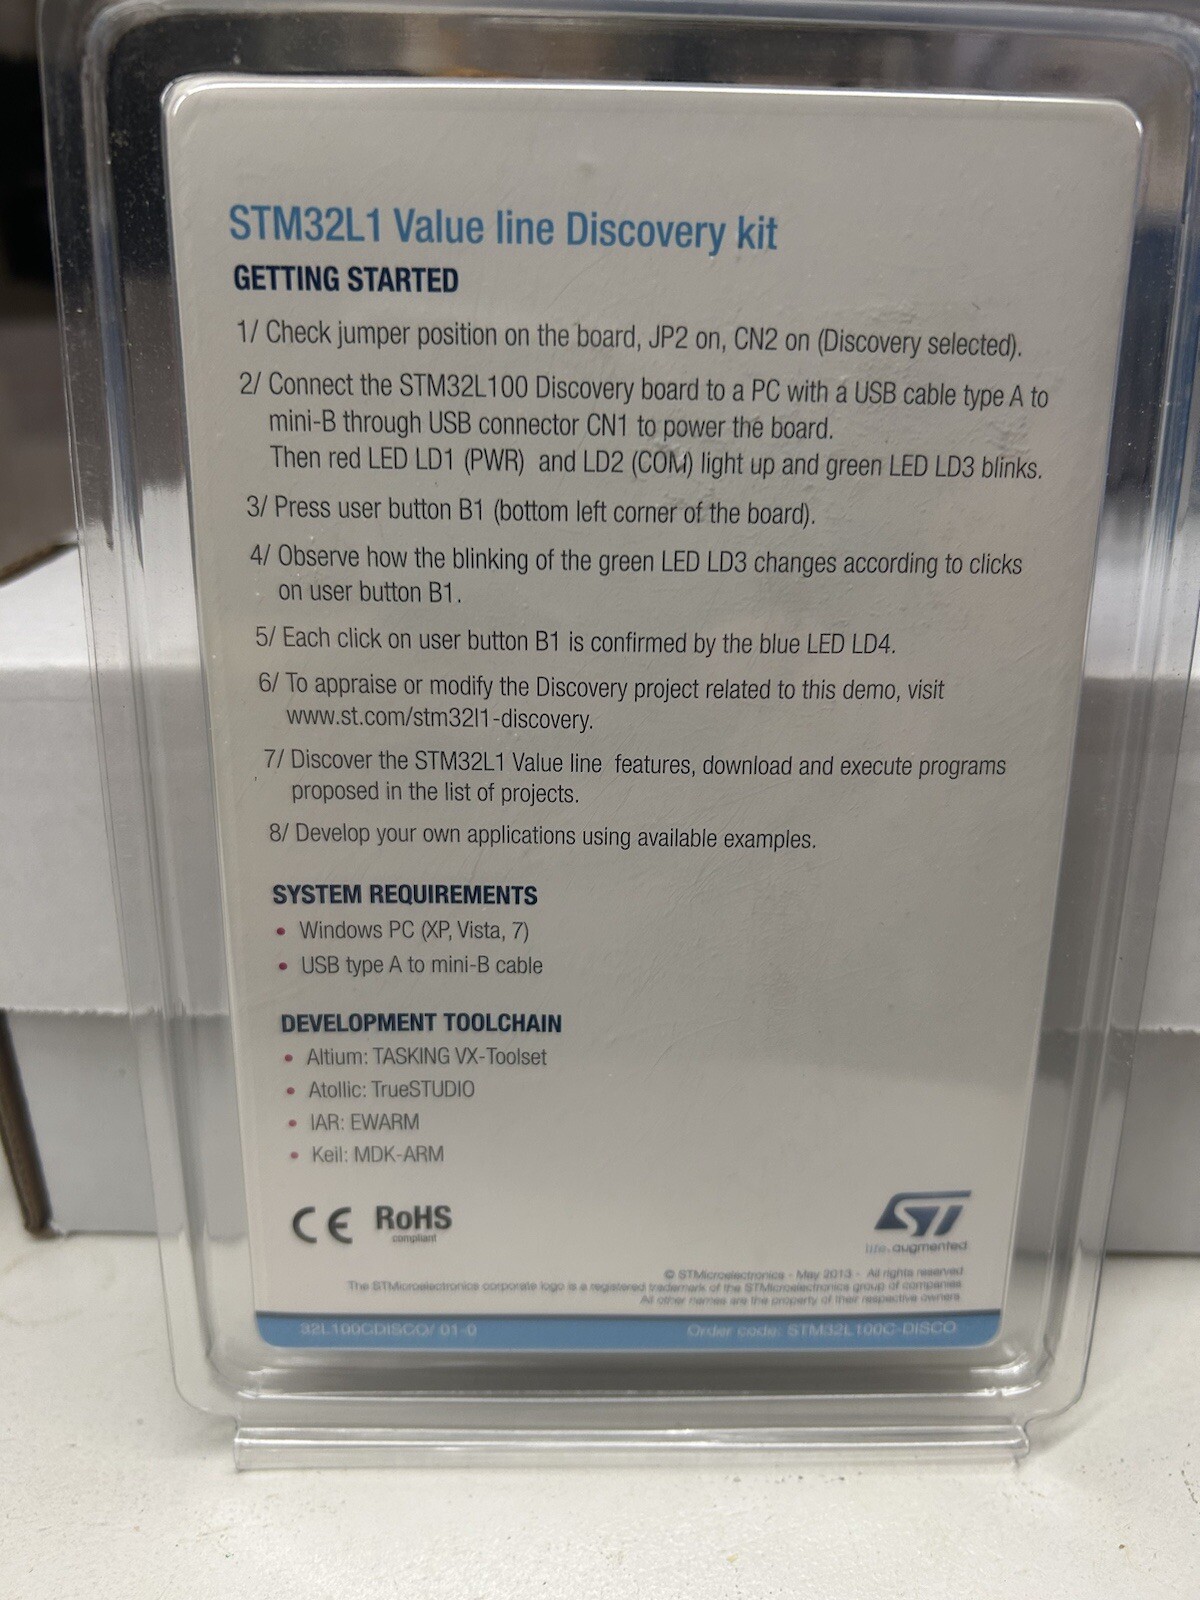 STM32L1 Value line Discovery kit
GETTING STARTED
1/ Check jumper position on the board, JP2 on, CN2 on (Discovery selected).
2/ Connect the STM32L100 Discovery board to a PC with a USB cable type A to
mini-B through USB connector CN1 to power the board.
Then red LED LD1 (PWR) and LD2 (COM) light up and green LED LD3 blinks.
3/ Press user button B1 (bottom left corner of the board).
4/ Observe how the blinking of the green LED LD3 changes according to clicks
on user button B1.
5/ Each click on user button B1 is confirmed by the blue LED LD4.
6/ To appraise or modify the Discovery project related to this demo, visit
www.st.com/stm32l1-discovery.
7/ Discover the STM32L1 Value line features, download and execute programs
proposed in the list of projects.
8/ Develop your own applications using available examples.
SYSTEM REQUIREMENTS
• Windows PC (XP, Vista, 7)
• USB type A to mini-B cable
DEVELOPMENT TOOLCHAIN
• Altium: TASKING VX-Toolset
• Atollic: TrueSTUDIO
• IAR: EWARM
• Keil: MDK-ARM
CE RoHS
compliant
ST
life.augmented
© STMicroelectronics - May 2013 - All rights reserved
The STMicroelectronics corporate logo is a registered trademark of the STMicroelectronics group of companies
All other names are the property of their respective owners.
32L100CDISCO/ 01-0 Order code: STM32L100C-DISCO